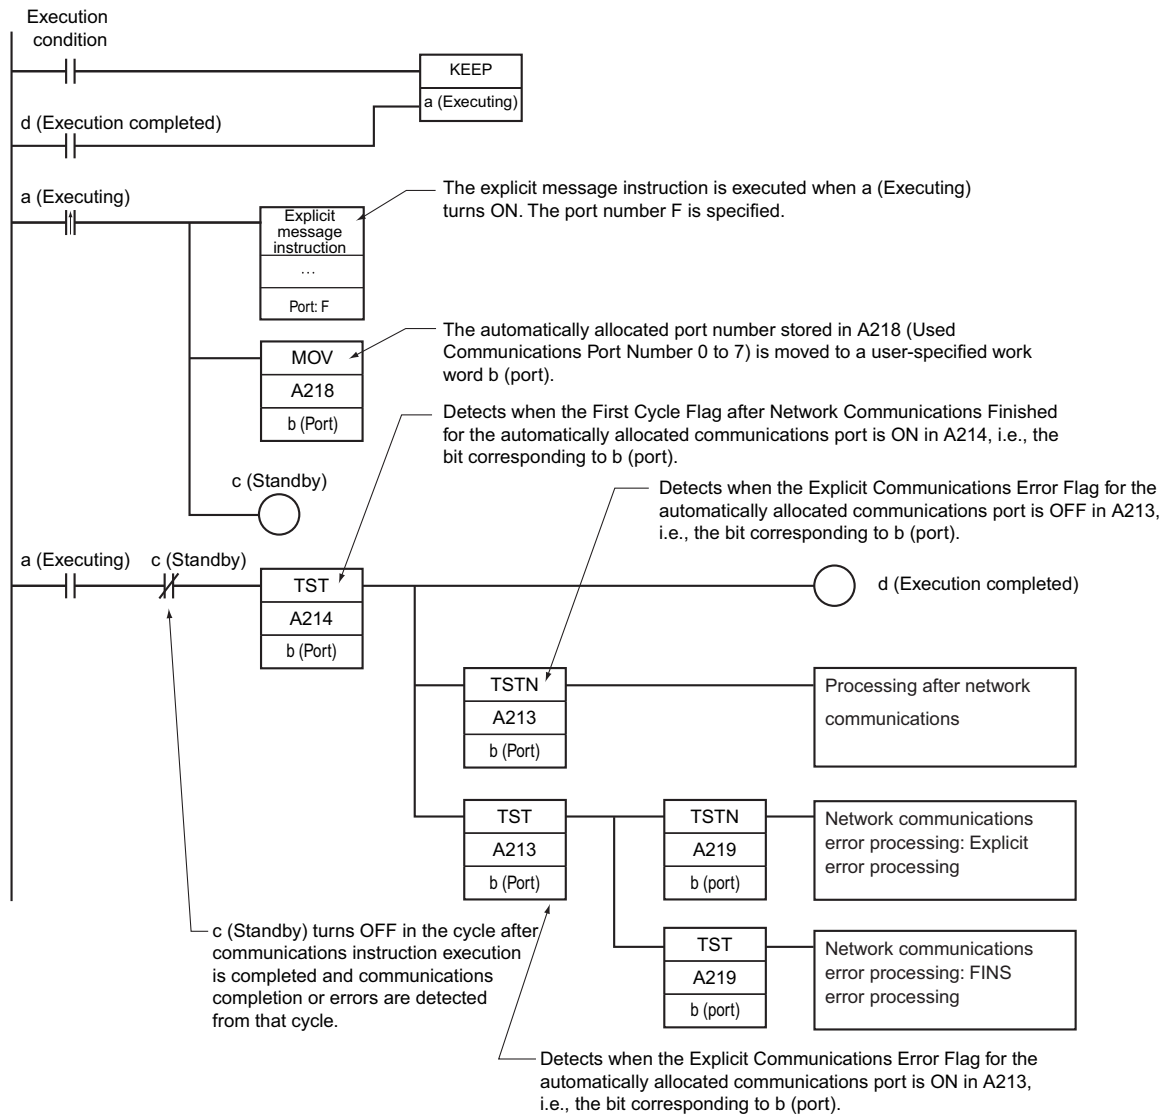 Execution
condition
KEEP
a (Executing)
d (Execution completed)
a (Executing)
The explicit message instruction is executed when a (Executing)
turns ON. The port number F is specified.
Explicit
message
instruction
...
Port: F
The automatically allocated port number stored in A218 (Used
Communications Port Number 0 to 7) is moved to a user-specified work
word b (port).
MOV
A218
b (Port)
Detects when the First Cycle Flag after Network Communications Finished
for the automatically allocated communications port is ON in A214, i.e., the
bit corresponding to b (port).
c (Standby)
Detects when the Explicit Communications Error Flag for the
automatically allocated communications port is OFF in A213,
i.e., the bit corresponding to b (port).
a (Executing)
c (Standby)
TST
A214
b (Port)
d (Execution completed)
TSTN
A213
b (Port)
Processing after network
communications
TST
A213
b (Port)
TSTN
A219
b (port)
Network communications
error processing: Explicit
error processing
TST
A219
b (port)
Network communications
error processing: FINS
error processing
c (Standby) turns OFF in the cycle after
communications instruction execution
is completed and communications
completion or errors are detected
from that cycle.
Detects when the Explicit Communications Error Flag for the
automatically allocated communications port is ON in A213,
i.e., the bit corresponding to b (port).